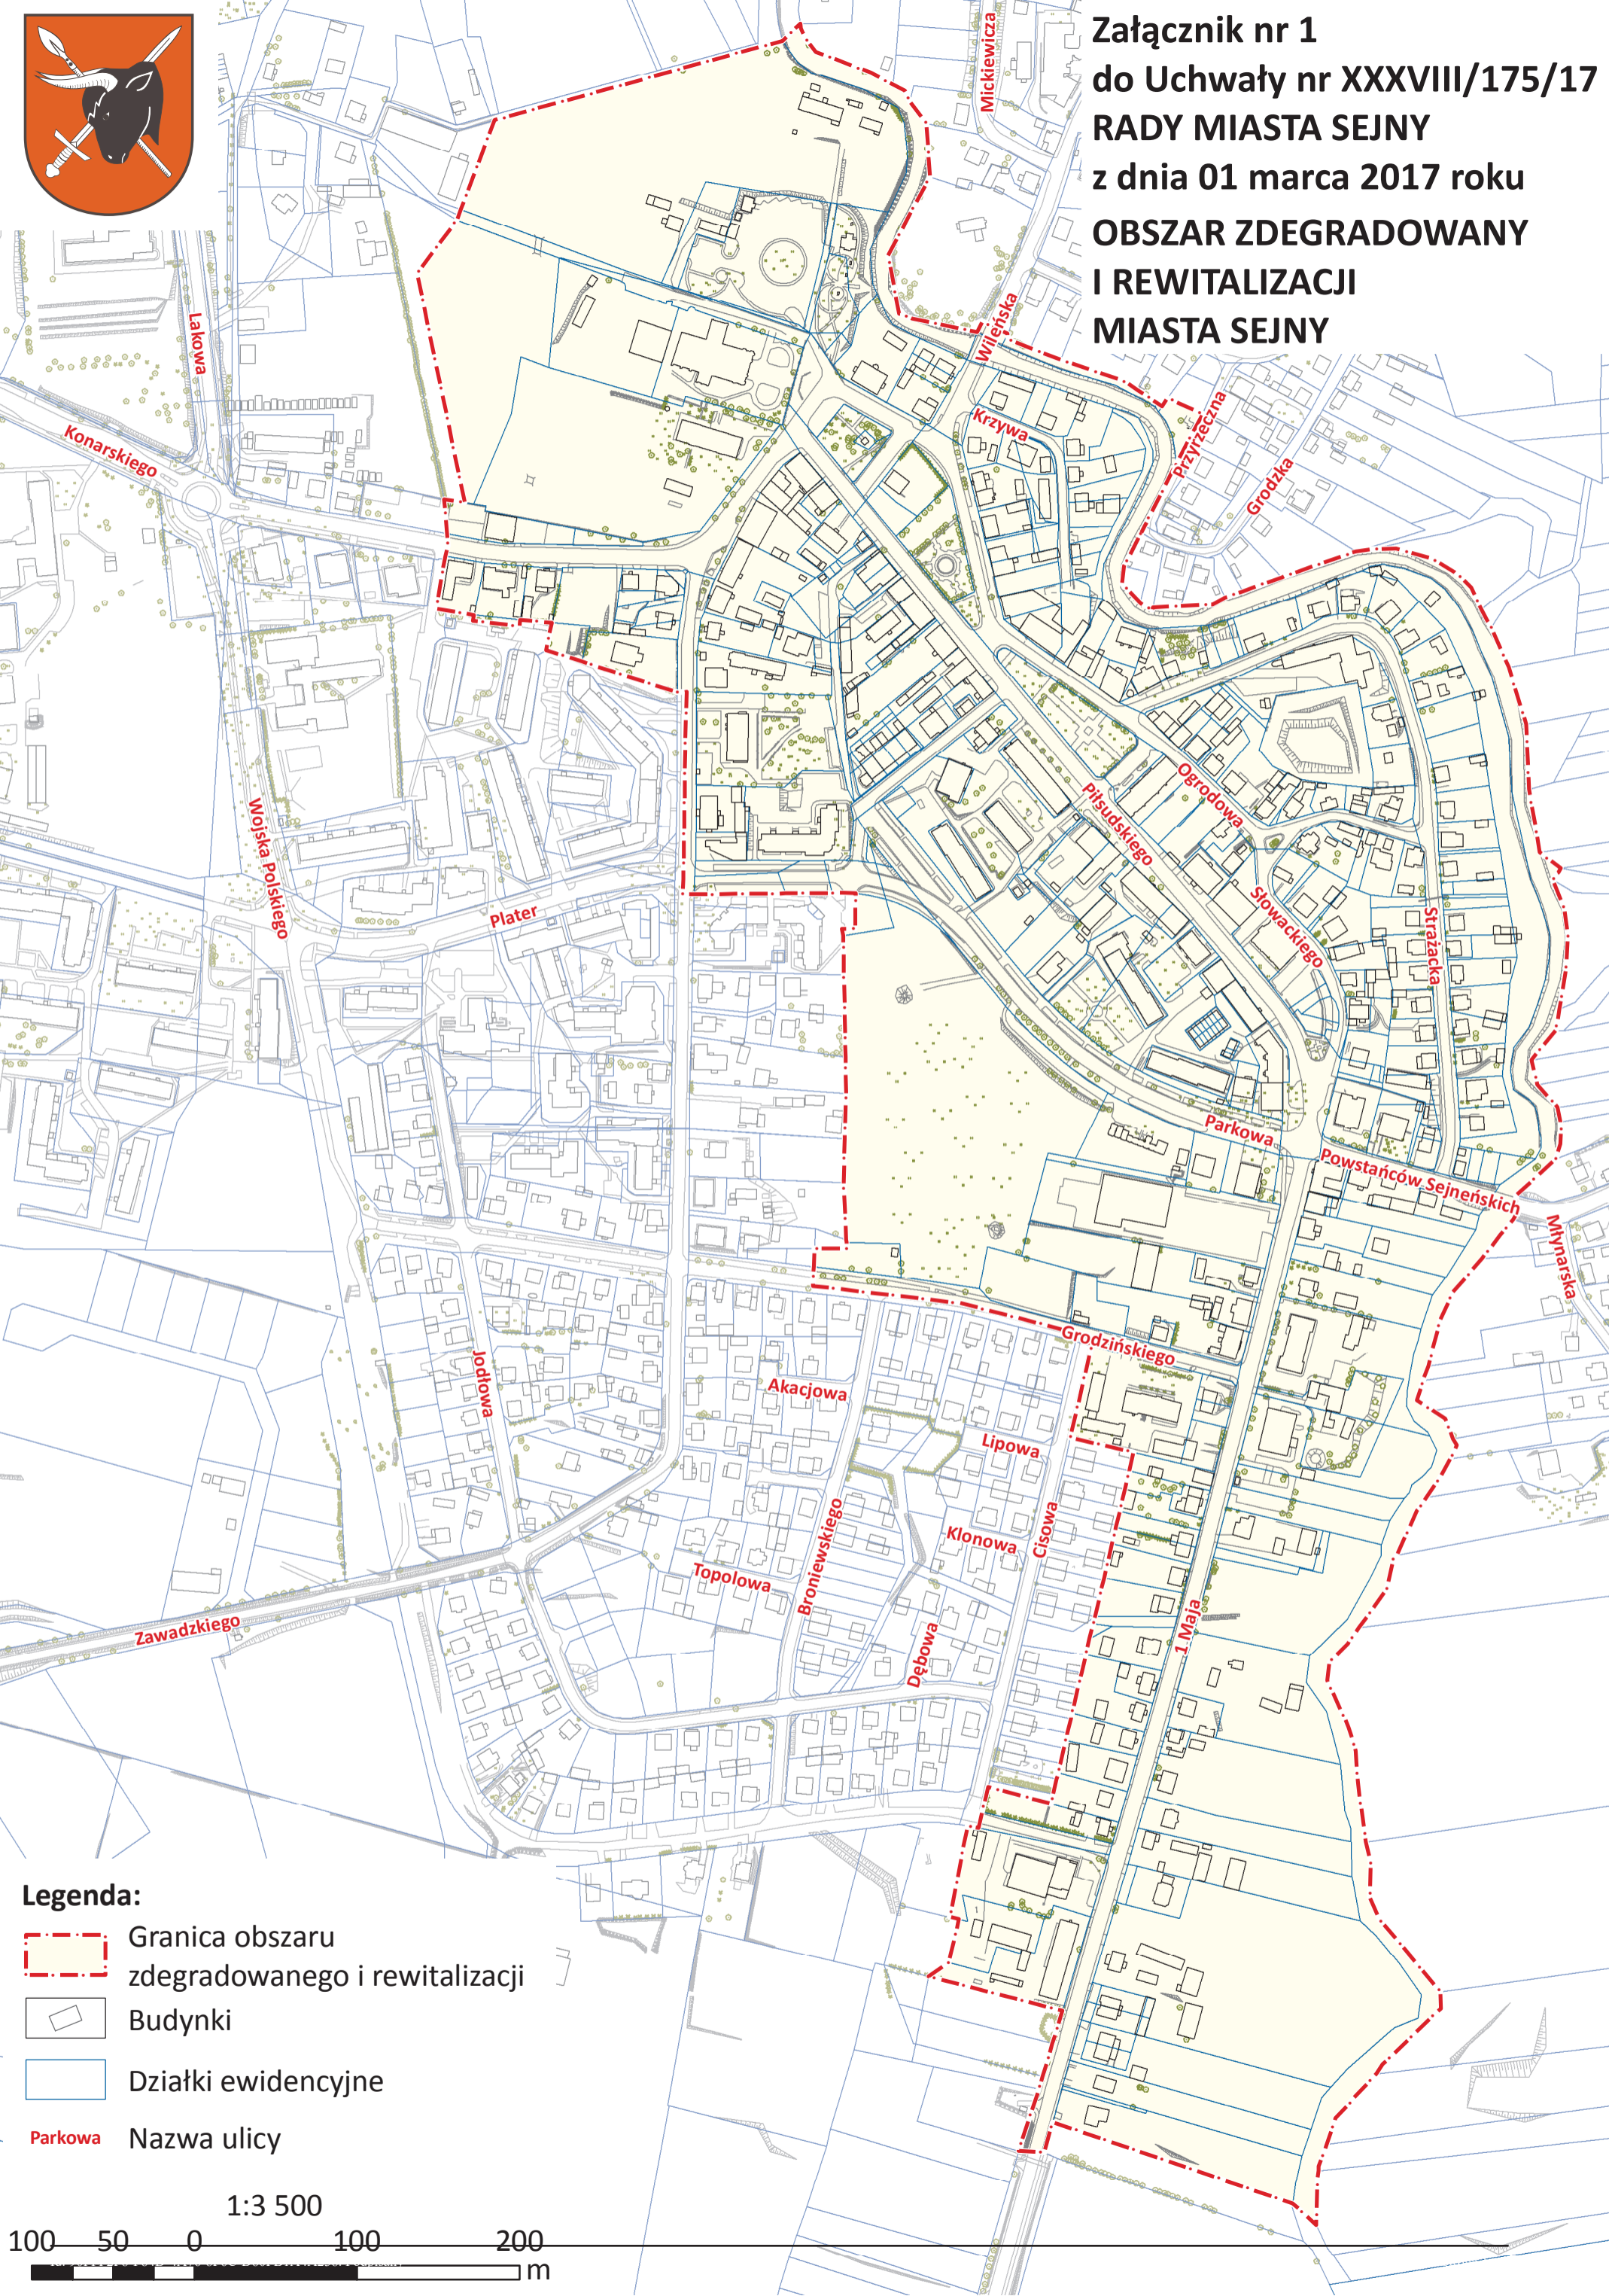 Załącznik nr 1
do Uchwały nr XXXVIII/175/17
RADY MIASTA SEJNY
z dnia 01 marca 2017 roku
OBSZAR ZDEGRADOWANY
I REWITALIZACJI
MIASTA SEJNY
Mickiewicza
Łakowa
Wileńska
Konarskiego
Krzywa
Przyrzeczna
Grodzka
Wojska Polskiego
Piłsudskiego
Ogrodowa
Słowackiego
Strażacka
Plater
Parkowa
Powstańców Sejneńskich
Młynarska
Grodzińskiego
Jodłowa
Akacjowa
Lipowa
Cisowa
Klonowa
Broniewskiego
Topolowa
Dębowa
Zawadzkiego
1 Maja
Legenda:
Granica obszaru
zdegradowanego i rewitalizacji
Budynki
Działki ewidencyjne
Parkowa Nazwa ulicy
1:3 500
100 50 0 100 200
m